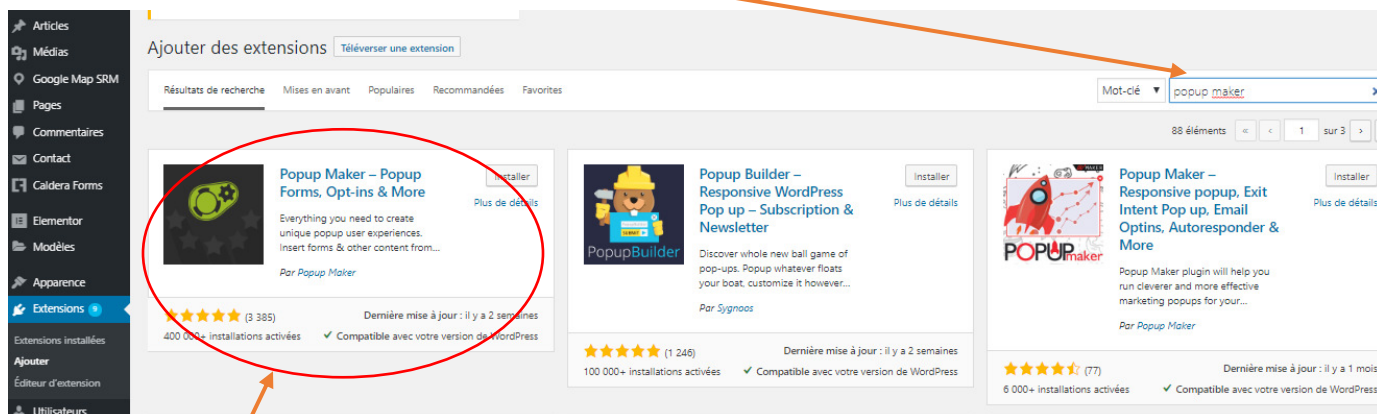 Articles
Médias
Google Map SRM
Pages
Commentaires
Contact
Caldera Forms
Elementor
Modèles
Apparence
Extensions 9
Extensions installées
Ajouter
Éditeur d'extension
Utilisateurs
Ajouter des extensions Téléverser une extension
Résultats de recherche Mises en avant Populaires Recommandées Favorites
Mot-clé popup maker
88 éléments « ‹ 1 sur 3 ›
Popup Maker – Popup
Forms, Opt-ins & More
Installer
Plus de détails
Everything you need to create
unique popup user experiences.
Insert forms & other content from...
Par Popup Maker
(3 385)
Dernière mise à jour : il y a 2 semaines
400 000+ installations activées
Compatible avec votre version de WordPress
PopupBuilder
Popup Builder –
Responsive WordPress
Pop up – Subscription &
Newsletter
Installer
Plus de détails
Discover whole new ball game of
pop-ups. Popup whatever floats
your boat, customize it however...
Par Sygnoos
(1 246)
Dernière mise à jour : il y a 2 semaines
100 000+ installations activées
Compatible avec votre version de WordPress
POPUPmaker
Popup Maker –
Responsive popup, Exit
Intent Pop up, Email
Optins, Autoresponder &
More
Installer
Plus de détails
Popup Maker plugin will help you
run cleverer and more effective
marketing popups for your...
Par Popup Maker
(77)
Dernière mise à jour : il y a 1 mois
6 000+ installations activées
Compatible avec votre version de WordPress